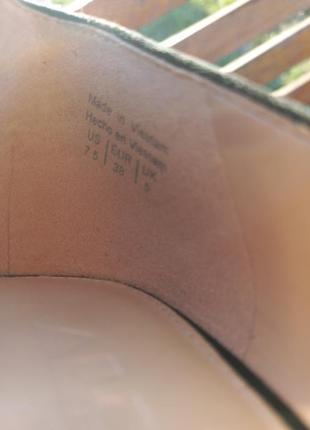 Made in Vietnam
Hecho en Vietnam
US | EUR | UK
7.5 | 38 | 5